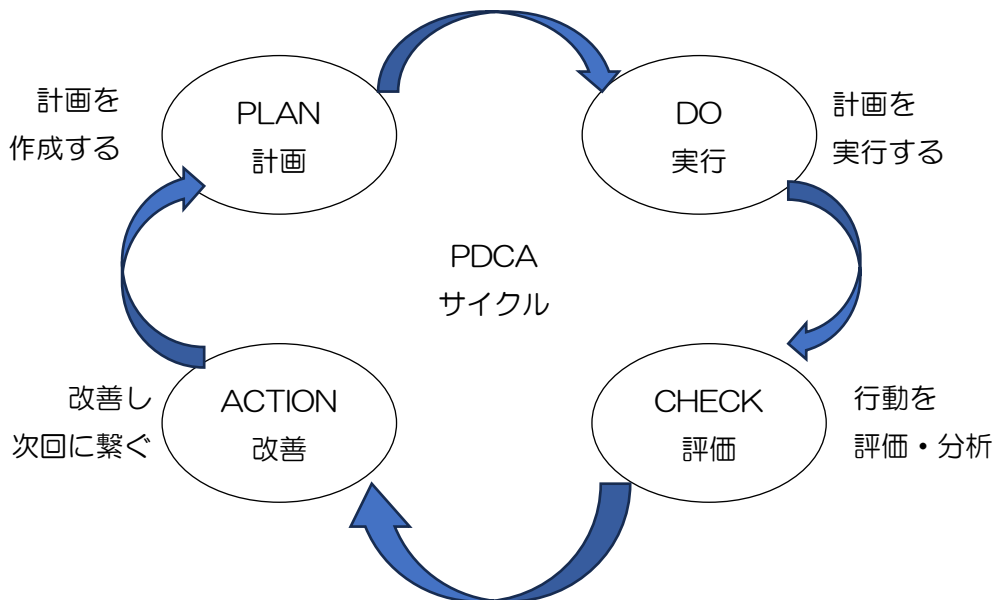 PLAN
計画
計画を
作成する
DO
実行
計画を
実行する
PDCA
サイクル
ACTION
改善
改善し
次回に繋ぐ
CHECK
評価
行動を
評価・分析